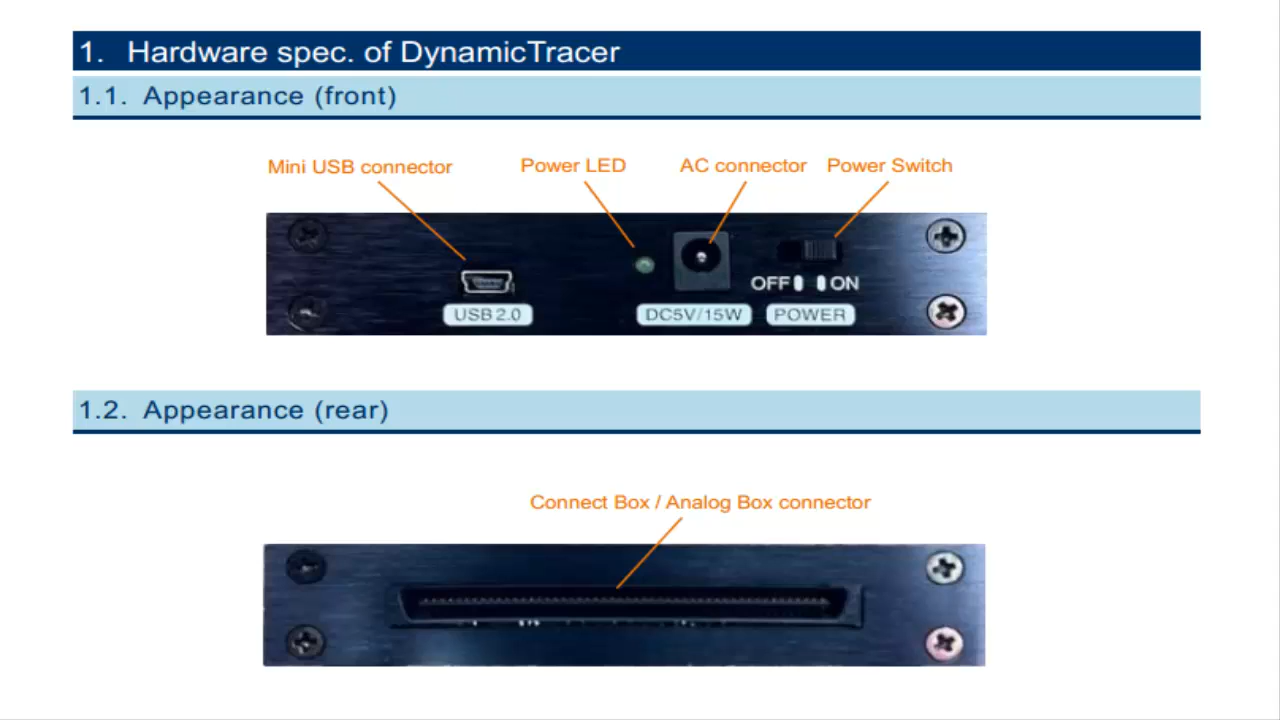 1. Hardware spec. of DynamicTracer
1.1. Appearance (front)
Mini USB connector Power LED AC connector Power Switch
OFF ON
USB 2.0 DC5V/15W POWER
1.2. Appearance (rear)
Connect Box / Analog Box connector